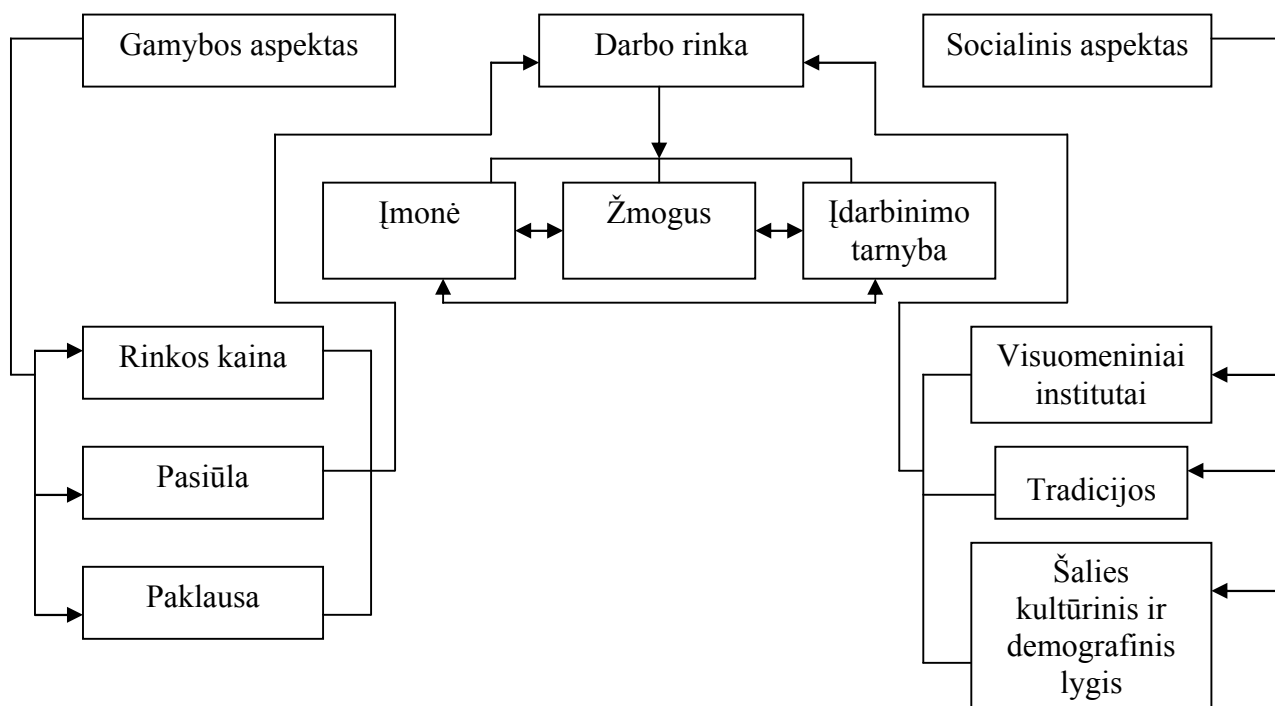 Gamybos aspektas
Darbo rinka
Socialinis aspektas
Įmonė
Žmogus
Įdarbinimo
tarnyba
Rinkos kaina
Pasiūla
Paklausa
Visuomeniniai
institutai
Tradicijos
Šalies
kultūrinis ir
demografinis
lygis